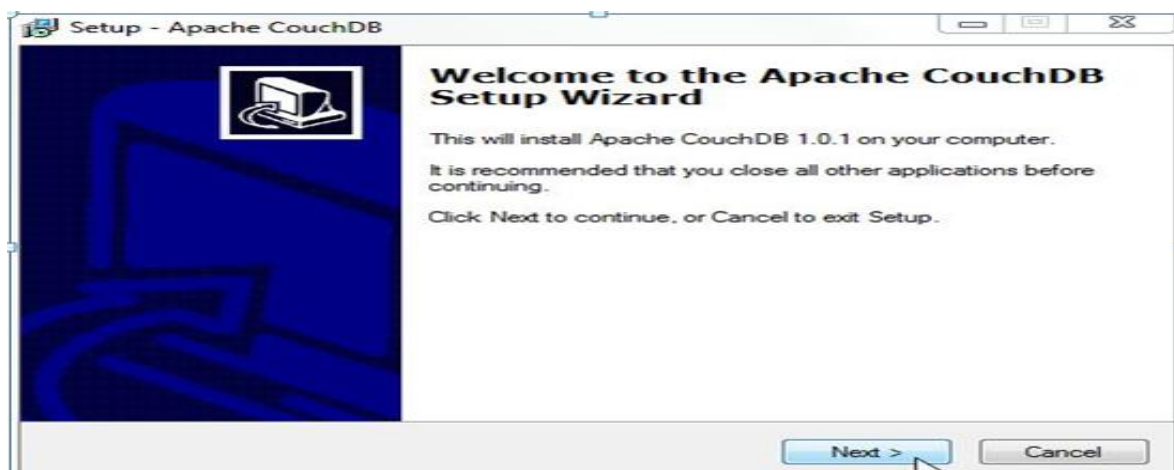 Setup - Apache CouchDB
Welcome to the Apache CouchDB
Setup Wizard
This will install Apache CouchDB 1.0.1 on your computer.
It is recommended that you close all other applications before
continuing.
Click Next to continue, or Cancel to exit Setup.
Next >
Cancel